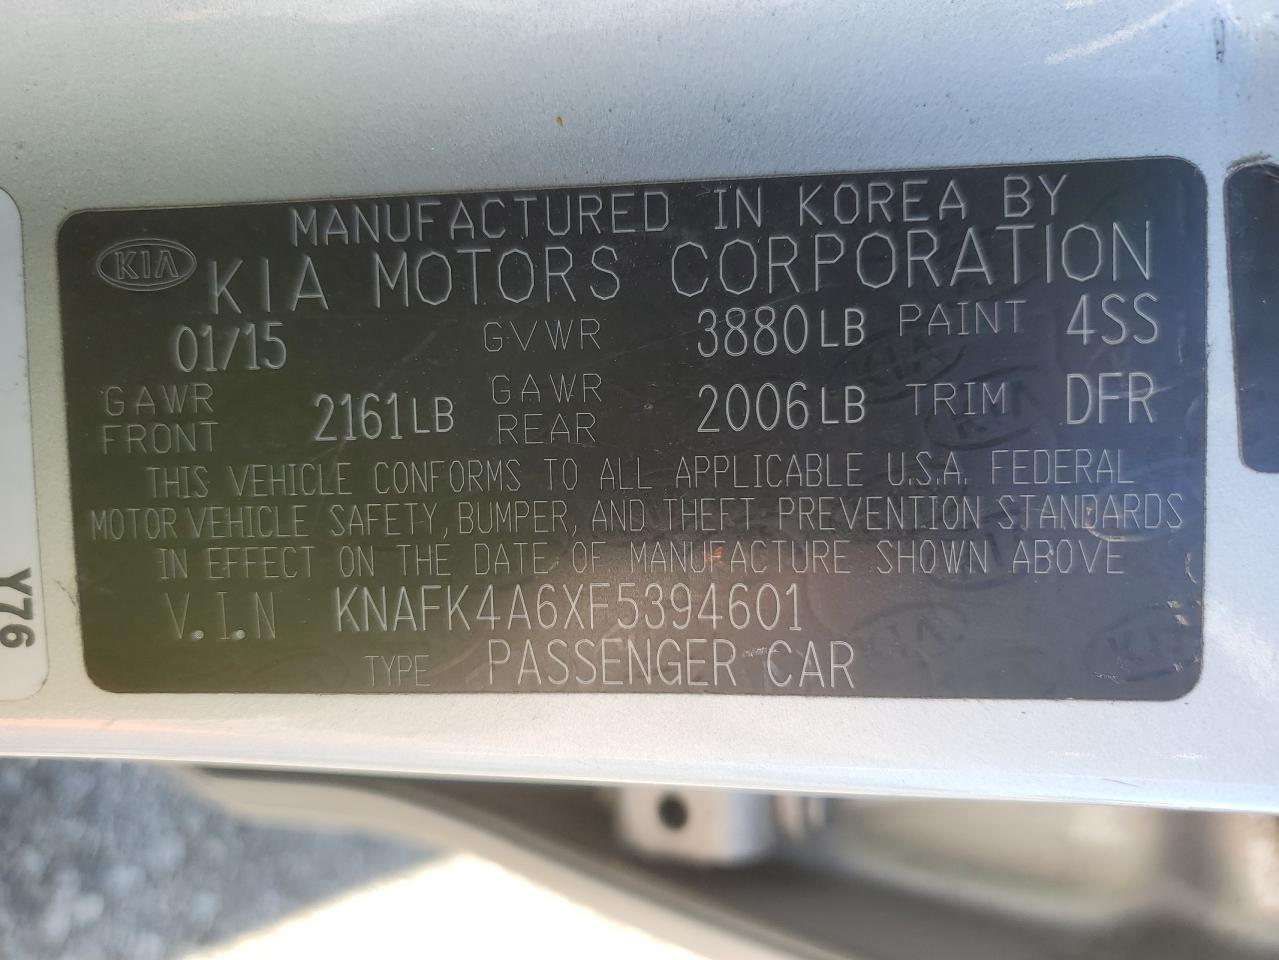 MANUFACTURED IN KOREA BY
KIA KIA MOTORS CORPORATION
01/15 GVWR 3880LB PAINT 4SS
GAWR FRONT 2161LB GAWR REAR 2006LB TRIM DFR
THIS VEHICLE CONFORMS TO ALL APPLICABLE U.S.A. FEDERAL
MOTOR VEHICLE SAFETY, BUMPER, AND THEFT PREVENTION STANDARDS
IN EFFECT ON THE DATE OF MANUFACTURE SHOWN ABOVE
V.I.N KNAFK4A6XF5394601
TYPE PASSENGER CAR
Y76